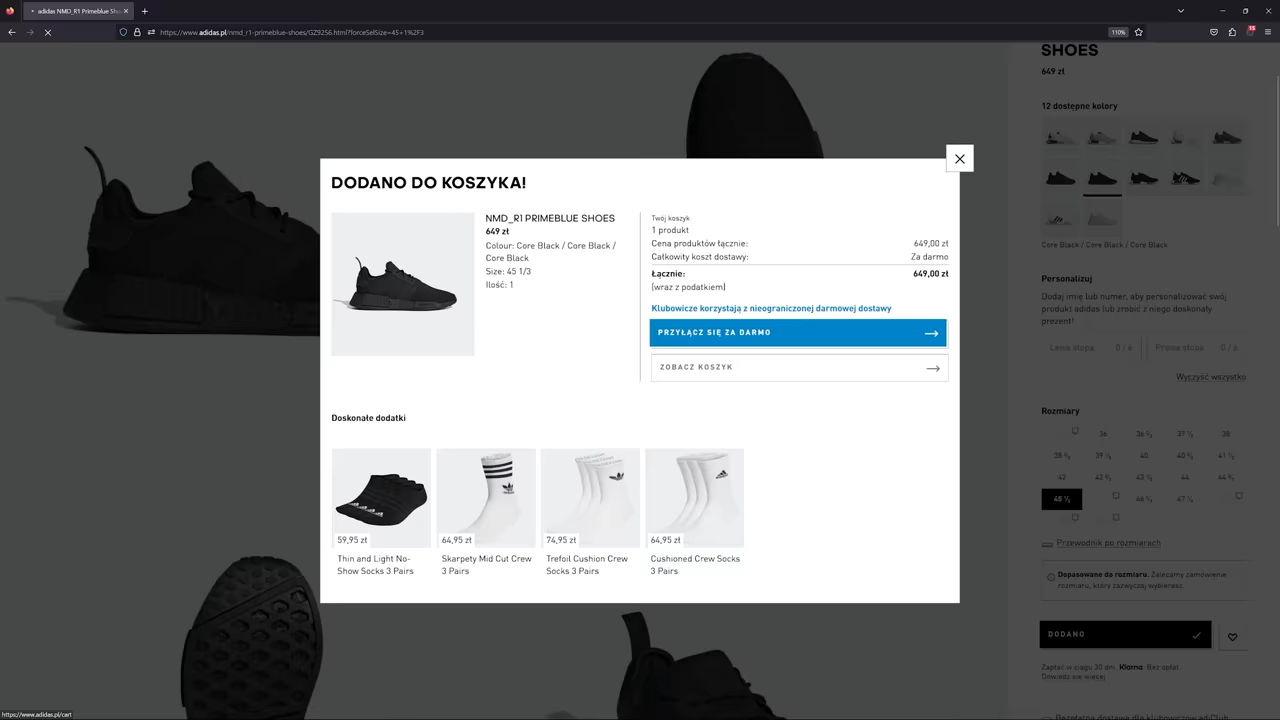 adidas NMD_R1 Primeblue Sh
https://www.adidas.pl/nmd_r1-primeblue-shoes/GZ9256.html?forceSelSize=45+1%2F3
110%
15
SHOES
649 zł
12 dostępne kolory
Core Black / Core Black / Core Black
Personalizuj
Dodaj imię lub numer, aby personalizować swój
produkt adidas lub zrobić z niego doskonały
prezent!
Lewa stopa 0 / 6
Prawa stopa 0 / 6
Wyczyść wszystko
Rozmiary
36
36 ⅔
37 ⅓
38
38 ⅔
39 ⅓
40
40 ⅔
41 ⅓
42
42 ⅔
43 ⅓
44
44 ⅔
45 ⅓
46 ⅔
47 ⅓
Przewodnik po rozmiarach
Dopasowane do rozmiaru. Zalecamy zamówienie
rozmiaru, który zazwyczaj wybierasz.
DODANO
Zapłać w ciągu 30 dni. Klarna. Bez opłat.
Dowiedz się więcej
Bezpłatna dostawa dla klubowiczów adiClub
DODANO DO KOSZYKA!
NMD_R1 PRIMEBLUE SHOES
649 zł
Colour: Core Black / Core Black /
Core Black
Size: 45 1/3
Ilość: 1
Twój koszyk
1 produkt
Cena produktów łącznie: 649,00 zł
Całkowity koszt dostawy: Za darmo
Łącznie: 649,00 zł
(wraz z podatkiem)
Klubowicze korzystają z nieograniczonej darmowej dostawy
PRZYŁĄCZ SIĘ ZA DARMO
ZOBACZ KOSZYK
Doskonałe dodatki
59,95 zł
Thin and Light No-
Show Socks 3 Pairs
64,95 zł
Skarpety Mid Cut Crew
3 Pairs
74,95 zł
Trefoil Cushion Crew
Socks 3 Pairs
64,95 zł
Cushioned Crew Socks
3 Pairs
https://www.adidas.pl/cart